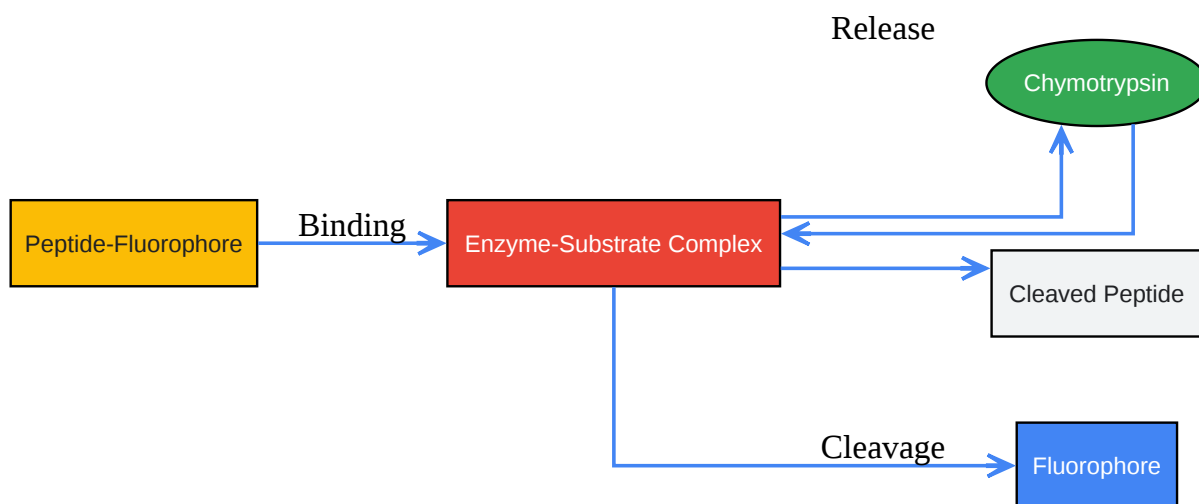 Release
Chymotrypsin
Peptide-Fluorophore
Binding
Enzyme-Substrate Complex
Cleaved Peptide
Cleavage
Fluorophore